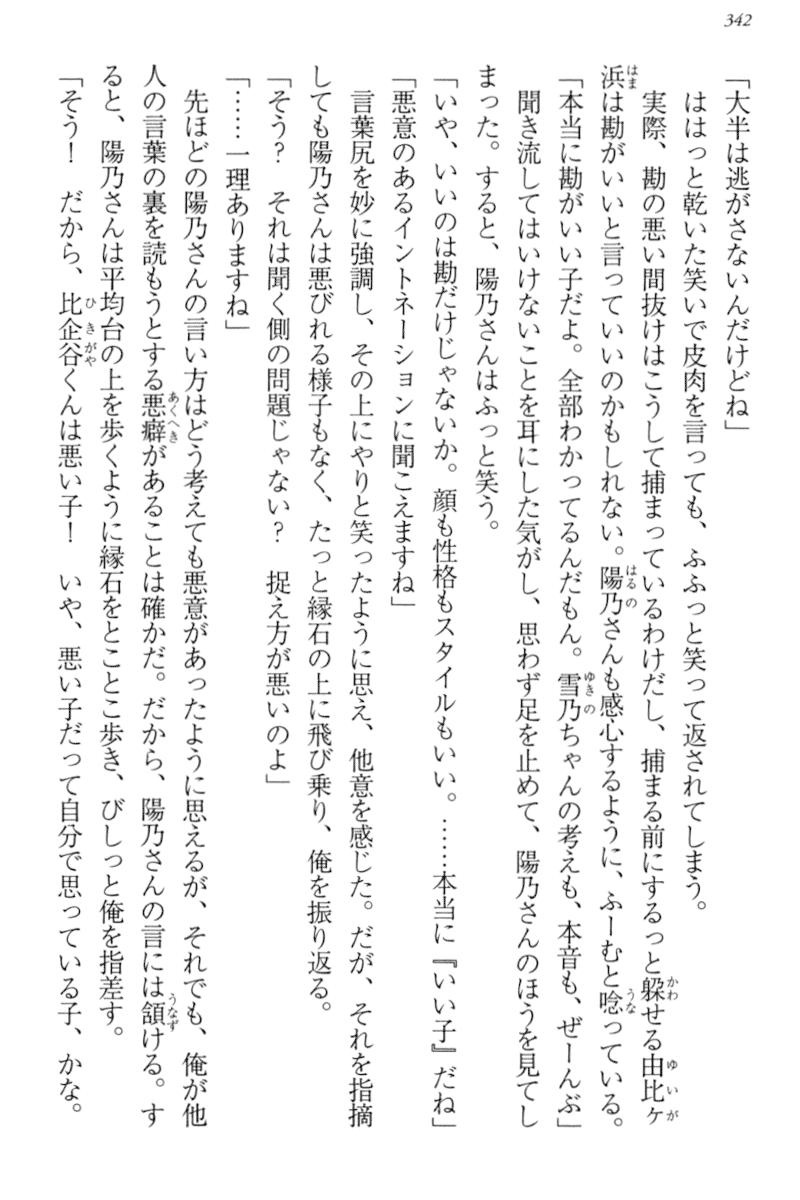 342
「大半は逃がさないんだけどね」
　ははっと乾いた笑いで皮肉を言っても、ふふっと笑って返されてしまう。
　実際、勘の悪い間抜けはこうして捕まっているわけだし、捕まる前にするっと躱せる由比ヶ
浜は勘がいいと言っていいのかもしれない。陽乃さんも感心するように、ふーむと唸っている。
「本当に勘がいい子だよ。全部わかってるんだもん。雪乃ちゃんの考えも、本音も、ぜーんぶ」
　聞き流してはいけないことを耳にした気がし、思わず足を止めて、陽乃さんのほうを見てし
まった。すると、陽乃さんはふっと笑う。
「いや、いいのは勘だけじゃないか。顔も性格もスタイルもいい。……本当に『いい子』だね」
「悪意のあるイントネーションに聞こえますね」
　言葉尻を妙に強調し、その上にやりと笑ったように思え、他意を感じた。だが、それを指摘
しても陽乃さんは悪びれる様子もなく、たっと縁石の上に飛び乗り、俺を振り返る。
「そう？　それは聞く側の問題じゃない？　捉え方が悪いのよ」
「……一理ありますね」
　先ほどの陽乃さんの言い方はどう考えても悪意があったように思えるが、それでも、俺が他
人の言葉の裏を読もうとする悪癖があることは確かだ。だから、陽乃さんの言には頷ける。す
ると、陽乃さんは平均台の上を歩くように縁石をとことこ歩き、びしっと俺を指差す。
「そう！　だから、比企谷くんは悪い子！　いや、悪い子だって自分で思っている子、かな。